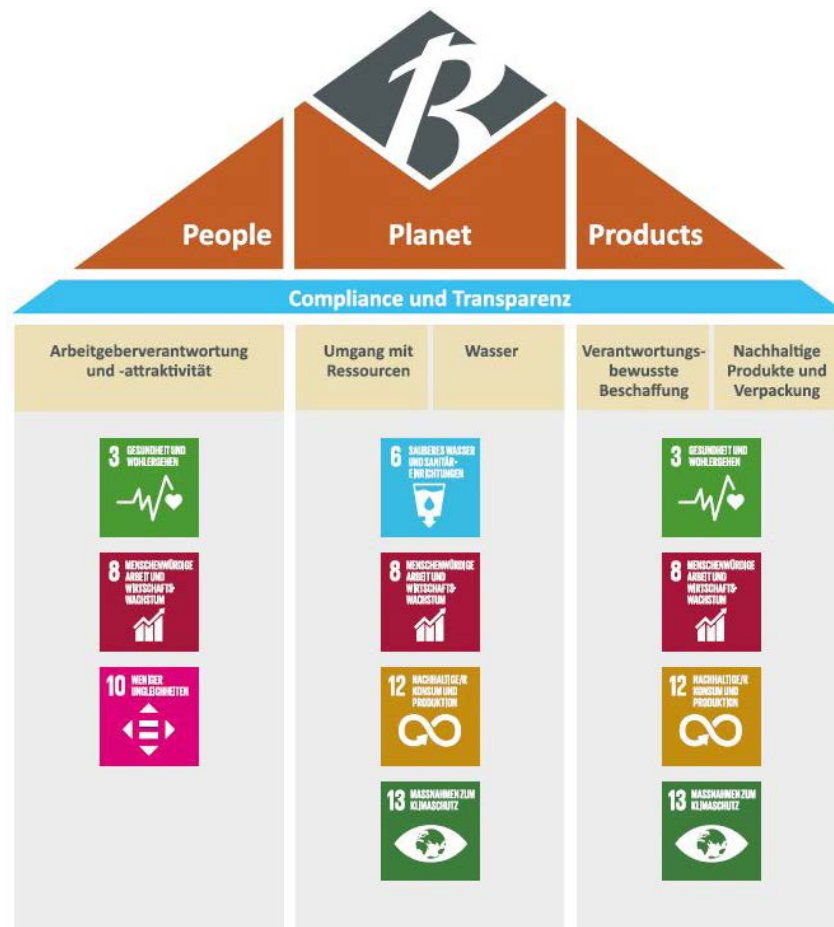 B
People
Planet
Products
Compliance und Transparenz
Arbeitgeberverantwortung
und -attraktivität
Umgang mit
Ressourcen
Wasser
Verantwortungs-
bewusste
Beschaffung
Nachhaltige
Produkte und
Verpackung
3 GESUNDHEIT UND
WOHLERGEHEN
8 MENSCHENWÜRDIGE
ARBEIT UND
WIRTSCHAFTS-
WACHSTUM
10 WENIGER
UNGLEICHHEITEN
6 SAUBERES WASSER
UND SANITÄR-
EINRICHTUNGEN
8 MENSCHENWÜRDIGE
ARBEIT UND
WIRTSCHAFTS-
WACHSTUM
12 NACHHALTIGE/R
KONSUM UND
PRODUKTION
13 MASSNAHMEN ZUM
KLIMASCHUTZ
3 GESUNDHEIT UND
WOHLERGEHEN
8 MENSCHENWÜRDIGE
ARBEIT UND
WIRTSCHAFTS-
WACHSTUM
12 NACHHALTIGE/R
KONSUM UND
PRODUKTION
13 MASSNAHMEN ZUM
KLIMASCHUTZ